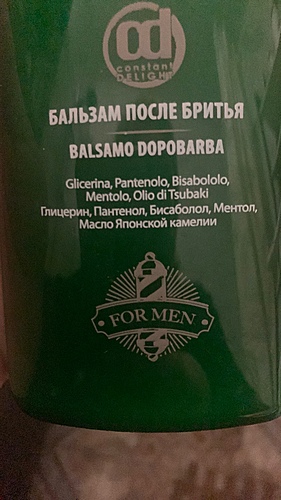 cd
constant
DELIGHT
БАЛЬЗАМ ПОСЛЕ БРИТЬЯ
BALSAMO DOPOBARBA
Glicerina, Pantenolo, Bisabololo,
Mentolo, Olio di Tsubaki
Глицерин, Пантенол, Бисаболол, Ментол,
Масло Японской камелии
FOR MEN